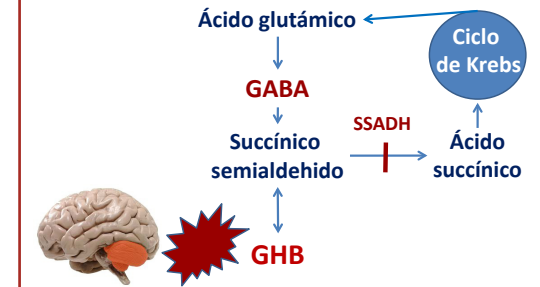 Ácido glutámico
Ciclo
de Krebs
GABA
SSADH
Succínico
semialdehido
Ácido
succínico
GHB